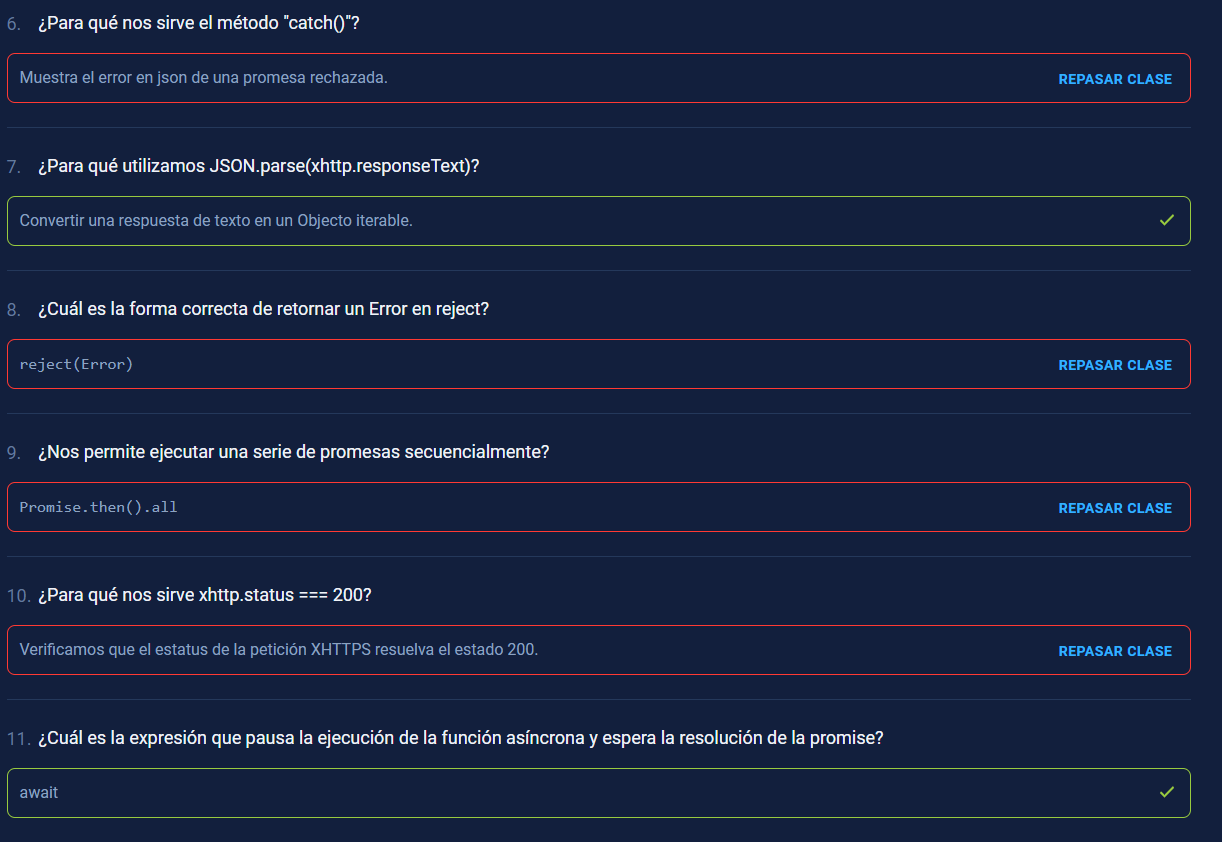 6. ¿Para qué nos sirve el método "catch()"?
Muestra el error en json de una promesa rechazada. REPASAR CLASE
7. ¿Para qué utilizamos JSON.parse(xhttp.responseText)?
Convertir una respuesta de texto en un Objecto iterable.
8. ¿Cuál es la forma correcta de retornar un Error en reject?
reject(Error) REPASAR CLASE
9. ¿Nos permite ejecutar una serie de promesas secuencialmente?
Promise.then().all REPASAR CLASE
10. ¿Para qué nos sirve xhttp.status === 200?
Verificamos que el estatus de la petición XHTTPS resuelva el estado 200. REPASAR CLASE
11. ¿Cuál es la expresión que pausa la ejecución de la función asíncrona y espera la resolución de la promise?
await